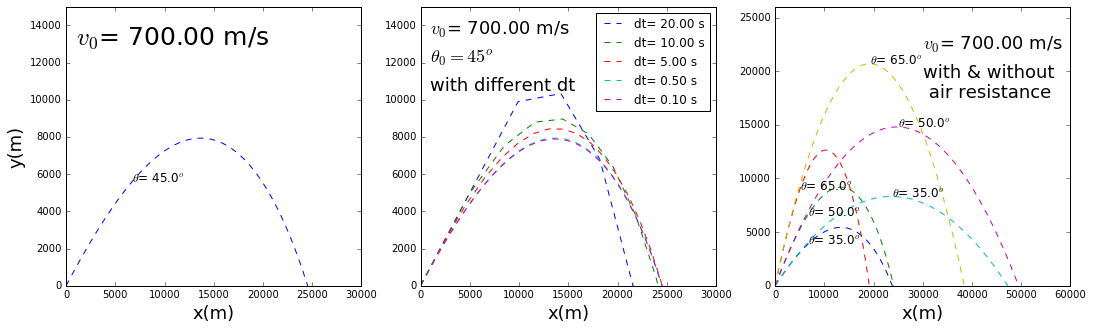 v₀= 700.00 m/s
θ= 45.0°
y(m)
14000
12000
10000
8000
6000
4000
2000
0
0 5000 10000 15000 20000 25000 30000
x(m)
v₀= 700.00 m/s
θ₀ = 45°
with different dt
dt= 20.00 s
dt= 10.00 s
dt= 5.00 s
dt= 0.50 s
dt= 0.10 s
14000
12000
10000
8000
6000
4000
2000
0
0 5000 10000 15000 20000 25000 30000
x(m)
v₀= 700.00 m/s
with & without
air resistance
θ= 65.0°
θ= 50.0°
θ= 35.0°
θ= 65.0°
θ= 50.0°
θ= 35.0°
25000
20000
15000
10000
5000
0
0 10000 20000 30000 40000 50000 60000
x(m)